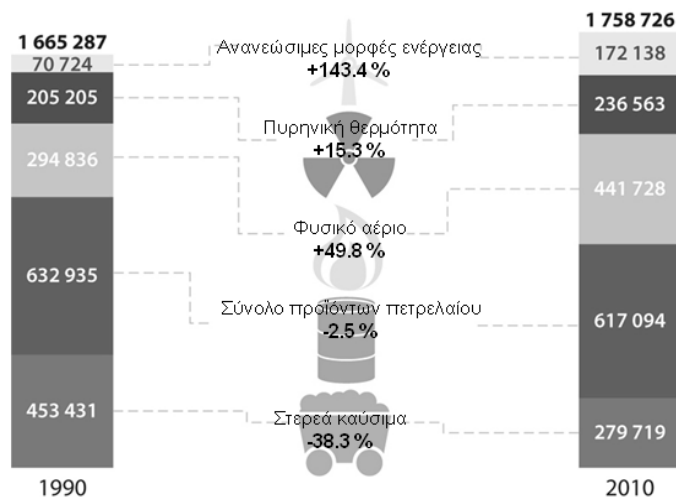 1 665 287
70 724
205 205
294 836
632 935
453 431
1990
Ανανεώσιμες μορφές ενέργειας
+143.4 %
Πυρηνική θερμότητα
+15.3 %
Φυσικό αέριο
+49.8 %
Σύνολο προϊόντων πετρελαίου
-2.5 %
Στερεά καύσιμα
-38.3 %
1 758 726
172 138
236 563
441 728
617 094
279 719
2010